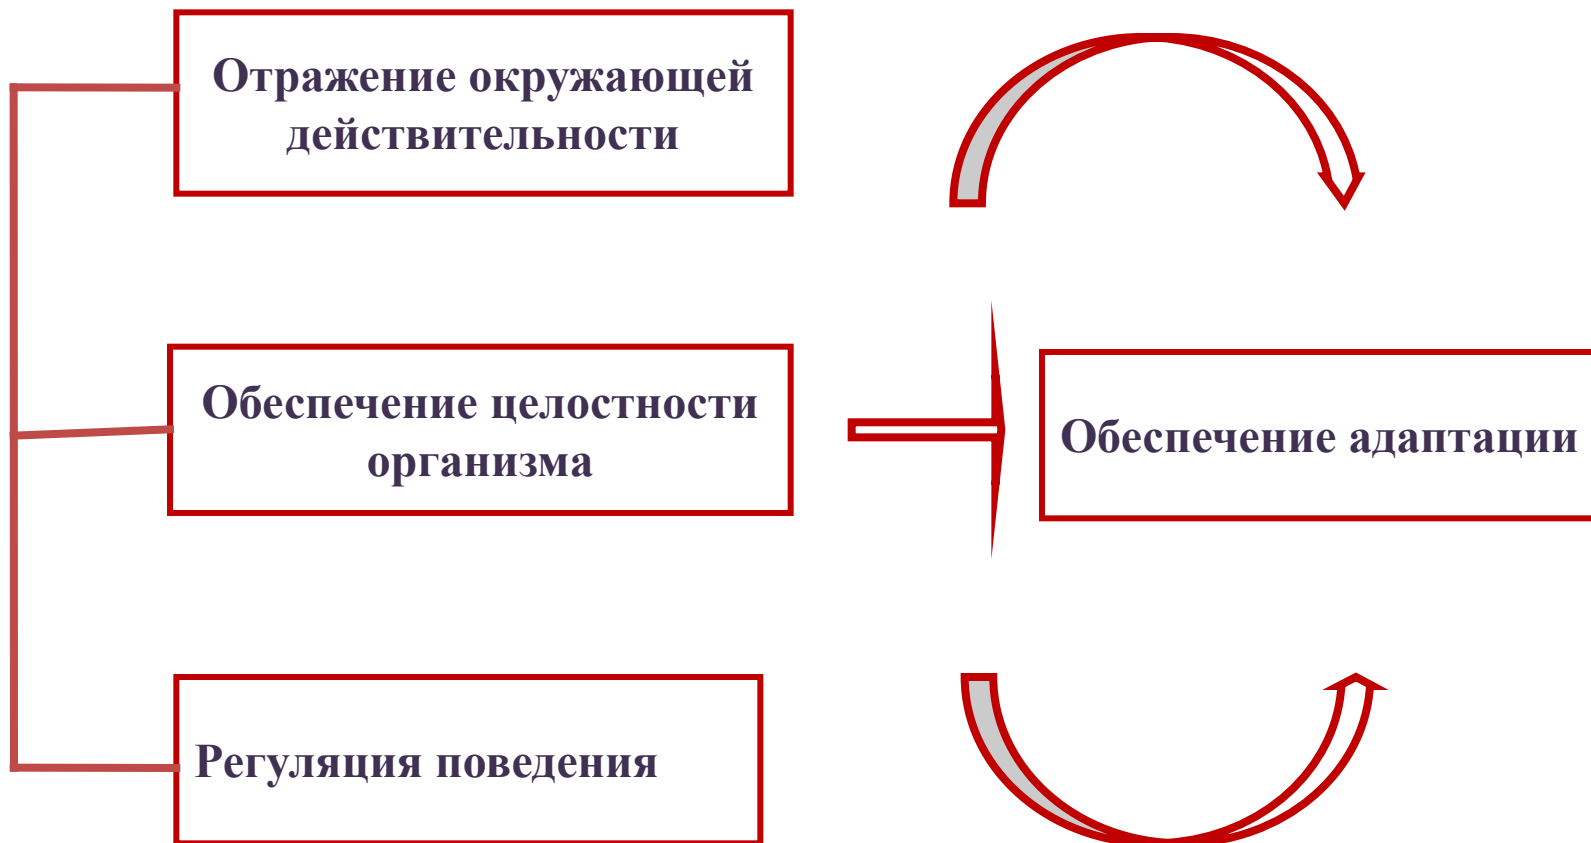 Отражение окружающей
действительности
Обеспечение целостности
организма
Обеспечение адаптации
Регуляция поведения